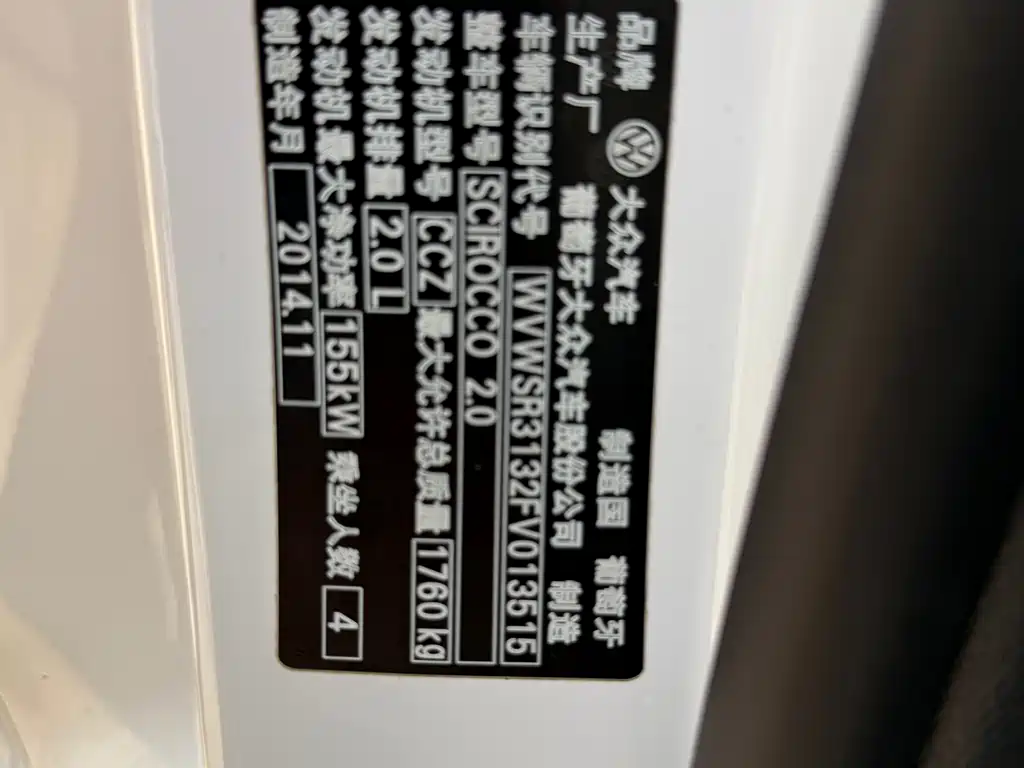 品牌 大众汽车 制造国 葡萄牙
生产厂 葡萄牙大众汽车股份公司 制造
车辆识别代号 WVWSR3132FV013515
整车型号 SCIROCCO 2.0
发动机型号 CCZ 最大允许总质量 1760kg
发动机排量 2.0 L
发动机最大净功率 155kW 乘坐人数 4
制造年月 2014.11